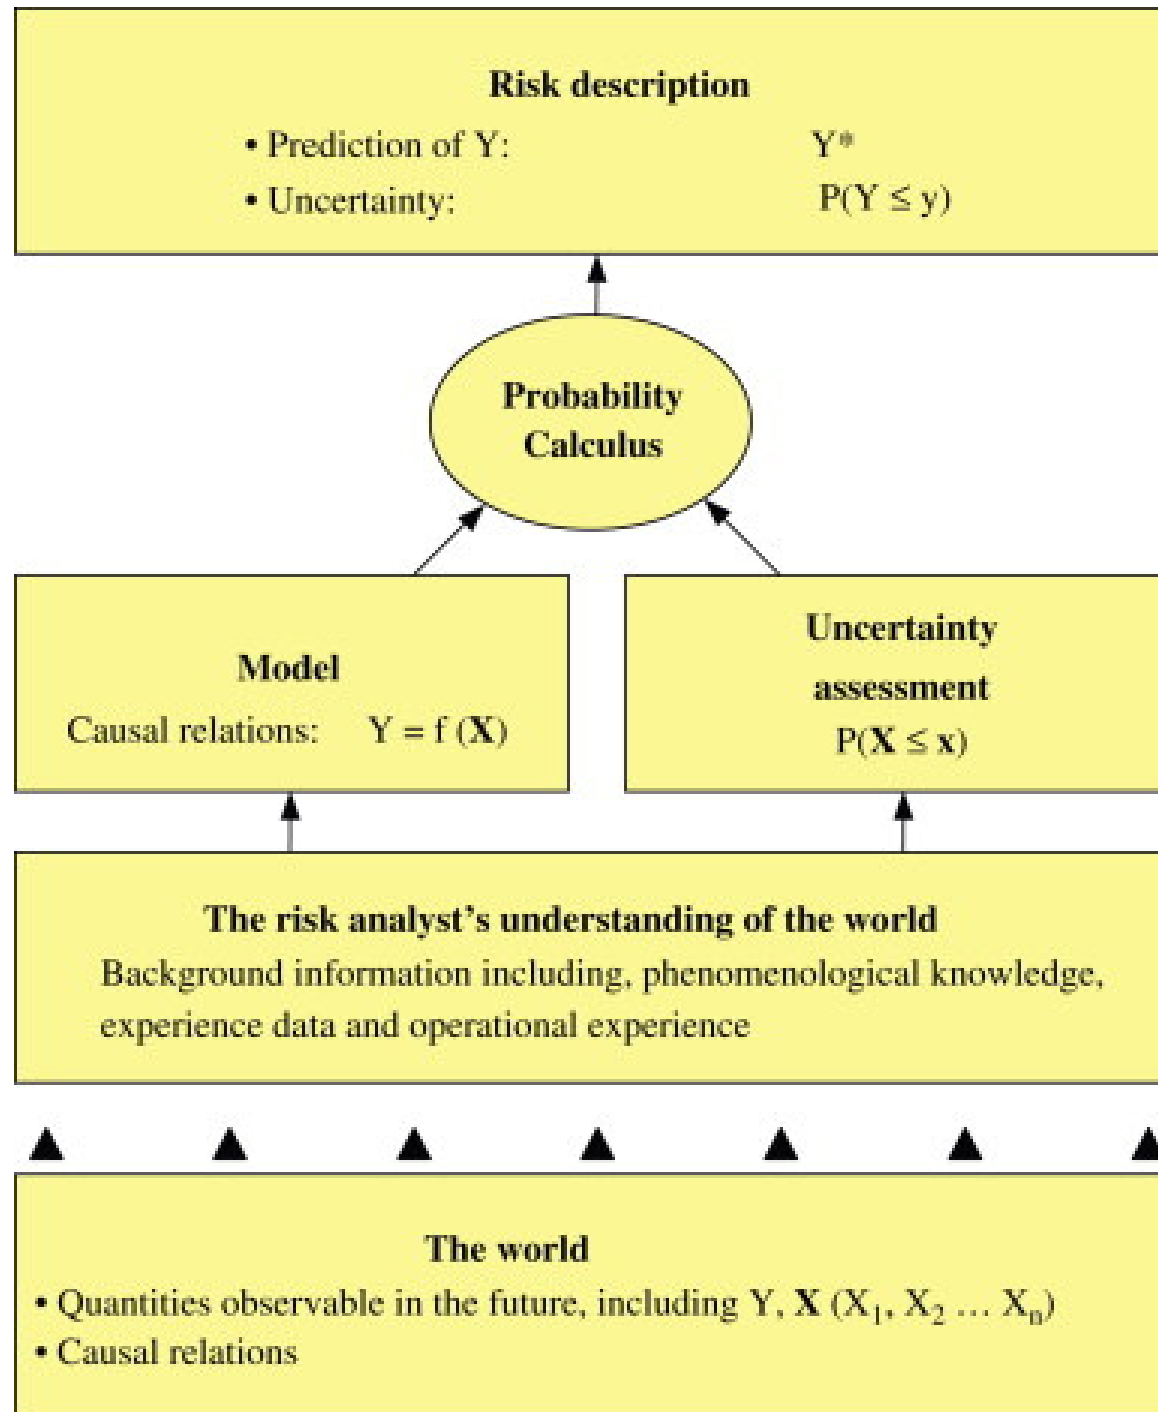 Risk description
• Prediction of Y: Y*
• Uncertainty: P(Y ≤ y)
Probability
Calculus
Model
Causal relations: Y = f (X)
Uncertainty
assessment
P(X ≤ x)
The risk analyst's understanding of the world
Background information including, phenomenological knowledge,
experience data and operational experience
The world
• Quantities observable in the future, including Y, X (X₁, X₂ ... Xₙ)
• Causal relations